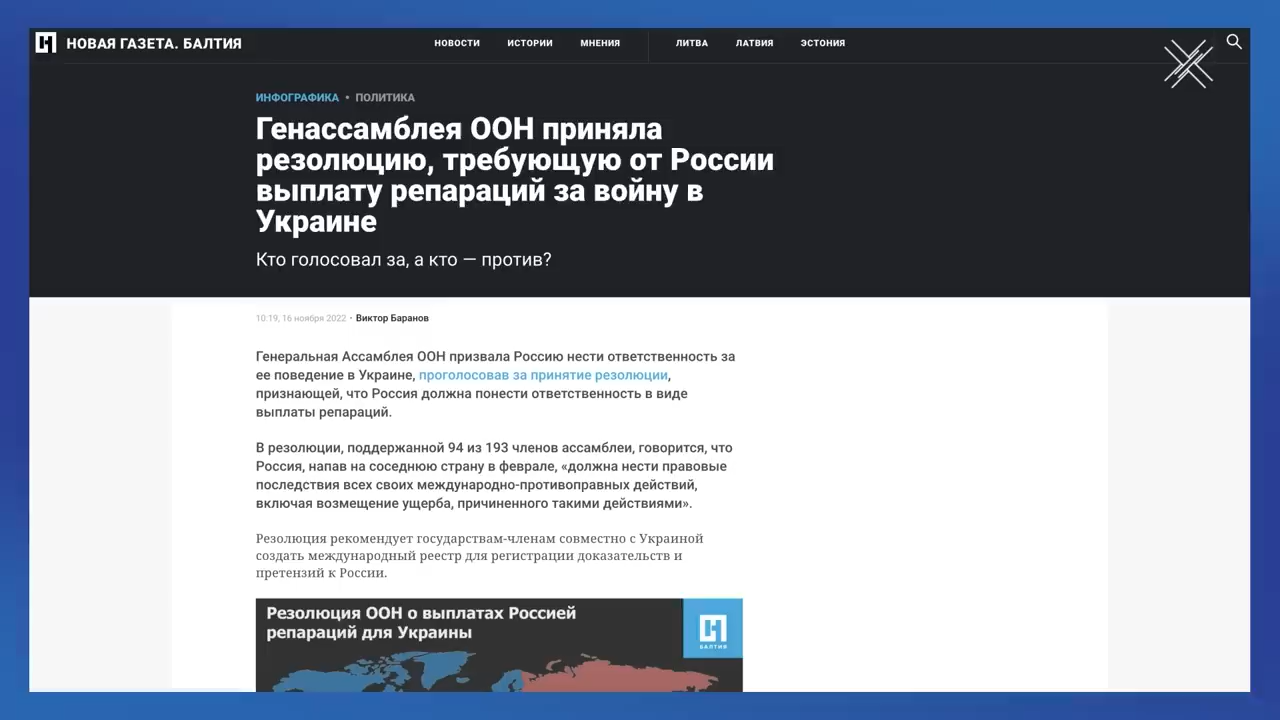 НОВАЯ ГАЗЕТА. БАЛТИЯ
НОВОСТИ ИСТОРИИ МНЕНИЯ ЛИТВА ЛАТВИЯ ЭСТОНИЯ
ИНФОГРАФИКА • ПОЛИТИКА
Генассамблея ООН приняла
резолюцию, требующую от России
выплату репараций за войну в
Украине
Кто голосовал за, а кто — против?
10:19, 16 ноября 2022 • Виктор Баранов
Генеральная Ассамблея ООН призвала Россию нести ответственность за
ее поведение в Украине, проголосовав за принятие резолюции,
признающей, что Россия должна понести ответственность в виде
выплаты репараций.
В резолюции, поддержанной 94 из 193 членов ассамблеи, говорится, что
Россия, напав на соседнюю страну в феврале, «должна нести правовые
последствия всех своих международно-противоправных действий,
включая возмещение ущерба, причиненного такими действиями».
Резолюция рекомендует государствам-членам совместно с Украиной
создать международный реестр для регистрации доказательств и
претензий к России.
Резолюция ООН о выплатах Россией
репараций для Украины
БАЛТИЯ